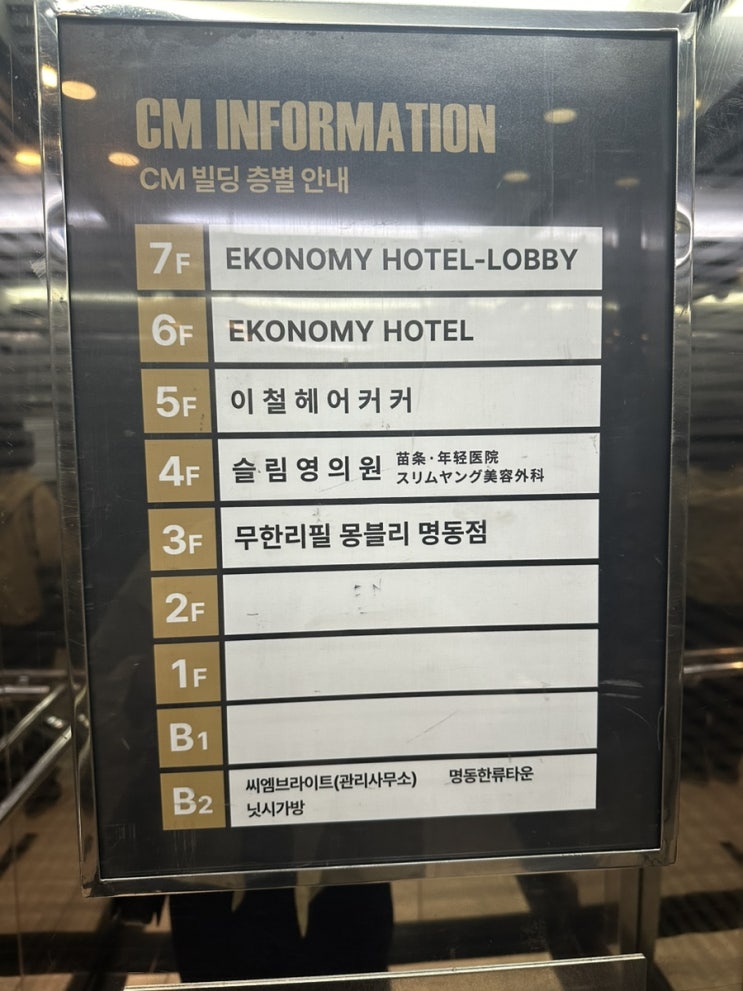 CM INFORMATION
CM 빌딩 층별 안내
7F EKONOMY HOTEL-LOBBY
6F EKONOMY HOTEL
5F 이철헤어커커
4F 슬림영의원 苗条·年轻医院
スリムヤング美容外科
3F 무한리필 몽블리 명동점
2F
1F
B1
B2 씨엠브라이트(관리사무소) 명동한류타운
닛시가방